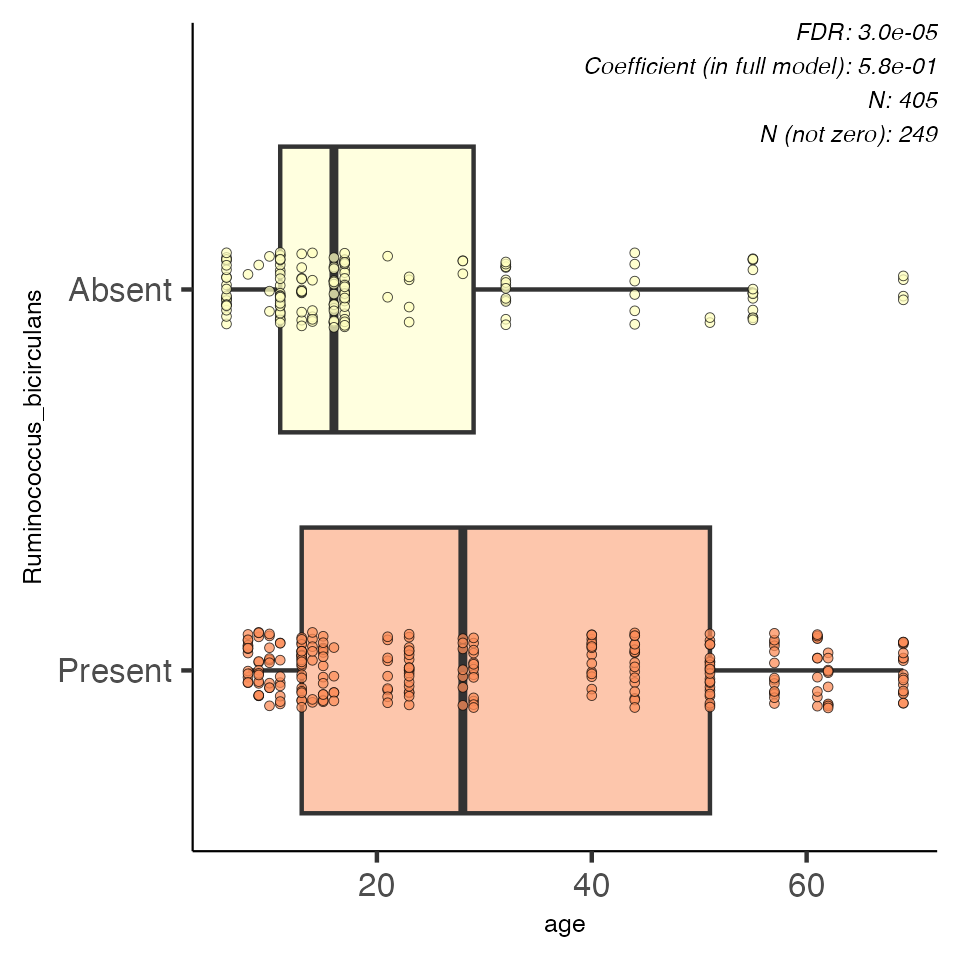 FDR: 3.0e-05
Coefficient (in full model): 5.8e-01
N: 405
N (not zero): 249
Ruminococcus_bicirculans
Absent
Present
20
40
60
age